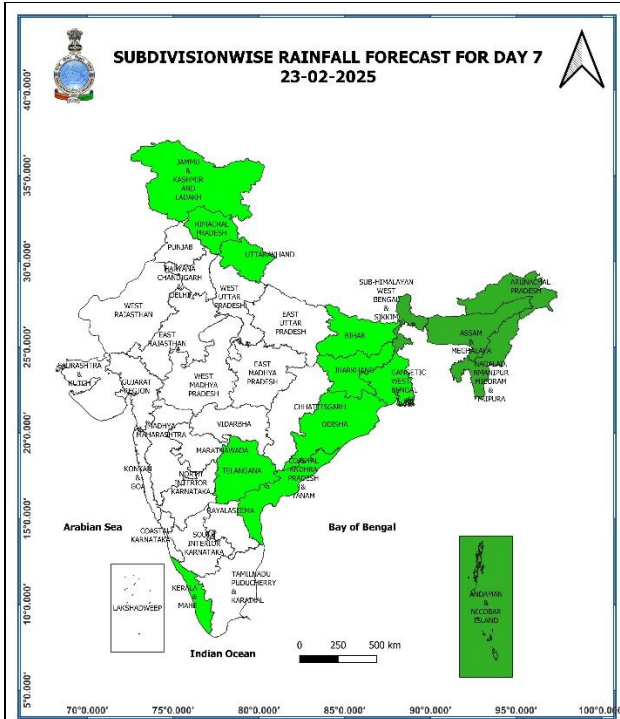 SUBDIVISIONWISE RAINFALL FORECAST FOR DAY 7
23-02-2025
40°0.000'
35°0.000'
30°0.000'
25°0.000'
20°0.000'
15°0.000'
10°0.000'
5°0.000'
JAMMU
&
KASHMIR
AND
LADAKH
HIMACHAL
PRADESH
PUNJAB
UTTARAKHAND
HARYANA
CHANDIGARH
&
DELHI
WEST
UTTAR
PRADESH
WEST
RAJASTHAN
EAST
RAJASTHAN
EAST
UTTAR
PRADESH
SUB-HIMALAYAN
WEST
BENGAL
&
SIKKIM
ARUNACHAL
PRADESH
ASSAM
&
MEGHALAYA
NAGALAD,
MANIPUR
MIZORAM
&
TRIPURA
BIHAR
JHARKHAND
GANGETIC
WEST
BENGAL
SAURASHTRA
&
KUTCH
GUJARAT
REGION
WEST
MADHYA
PRADESH
EAST
MADHYA
PRADESH
CHHATTISGARH
ODISHA
MADHYA
MAHARASHTRA
VIDARBHA
MARATHAWADA
KONKAN
&
GOA
NORTH
INTERIOR
KARNATAKA
TELANGANA
COASTAL
ANDHRA
PRADESH
&
YANAM
RAYALASEEMA
Arabian Sea
COASTAL
KARNATAKA
SOUTH
INTERIOR
KARNATAKA
Bay of Bengal
LAKSHADWEEP
KERALA
&
MAHE
TAMILNADU
PUDUCHERRY
&
KARAIKAL
ANDAMAN
&
NICOBAR
ISLAND
Indian Ocean
0 250 500 km
70°0.000' 75°0.000' 80°0.000' 85°0.000' 90°0.000' 95°0.000' 100°0.000'